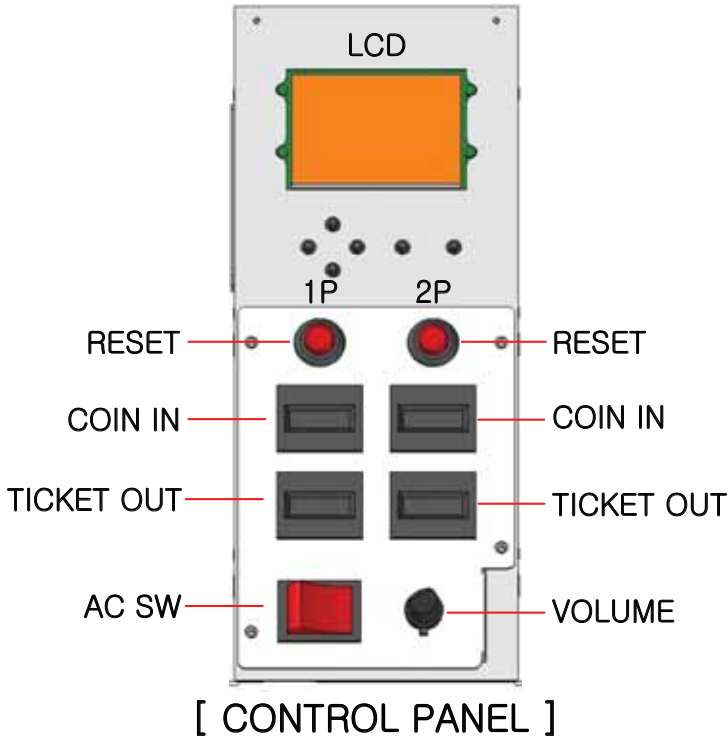 LCD
1P 2P
RESET RESET
COIN IN COIN IN
TICKET OUT TICKET OUT
AC SW VOLUME
[ CONTROL PANEL ]